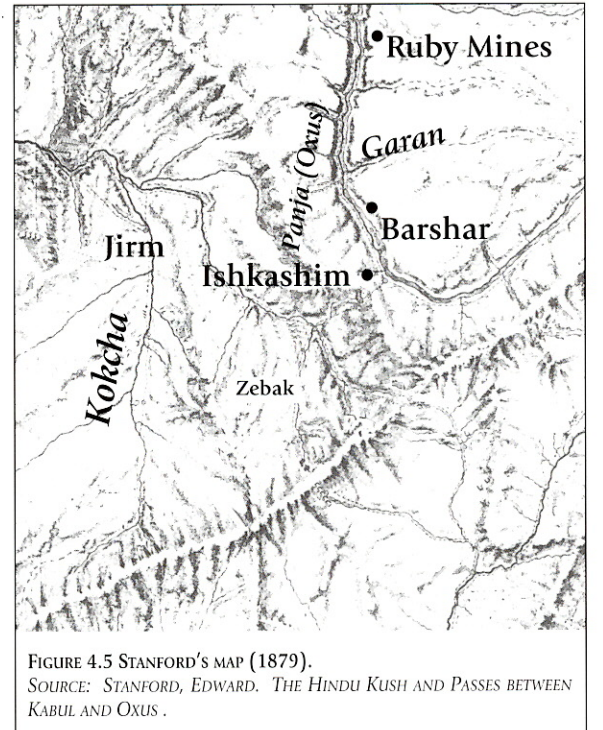 Ruby Mines
Panja (Oxus)
Garan
Barshar
Jirm
Ishkashim
Kokcha
Zebak
FIGURE 4.5 STANFORD'S MAP (1879).
SOURCE: STANFORD, EDWARD. THE HINDU KUSH AND PASSES BETWEEN
KABUL AND OXUS .